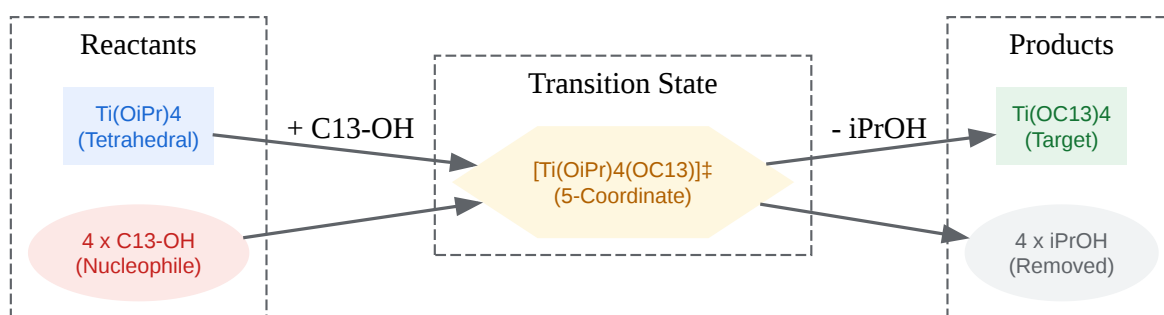 Reactants
Ti(OiPr)4
(Tetrahedral)
4 x C13-OH
(Nucleophile)
+ C13-OH
Transition State
[Ti(OiPr)4(OC13)]‡
(5-Coordinate)
- iPrOH
Products
Ti(OC13)4
(Target)
4 x iPrOH
(Removed)